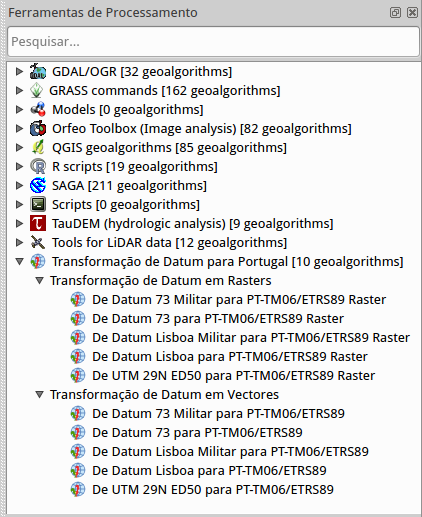 Ferramentas de Processamento
Pesquisar...
GDAL/OGR [32 geoalgorithms]
GRASS commands [162 geoalgorithms]
Models [0 geoalgorithms]
Orfeo Toolbox (Image analysis) [82 geoalgorithms]
QGIS geoalgorithms [85 geoalgorithms]
R scripts [19 geoalgorithms]
SAGA [211 geoalgorithms]
Scripts [0 geoalgorithms]
TauDEM (hydrologic analysis) [9 geoalgorithms]
Tools for LiDAR data [12 geoalgorithms]
Transformação de Datum para Portugal [10 geoalgorithms]
Transformação de Datum em Rasters
De Datum 73 Militar para PT-TM06/ETRS89 Raster
De Datum 73 para PT-TM06/ETRS89 Raster
De Datum Lisboa Militar para PT-TM06/ETRS89 Raster
De Datum Lisboa para PT-TM06/ETRS89 Raster
De UTM 29N ED50 para PT-TM06/ETRS89 Raster
Transformação de Datum em Vectores
De Datum 73 Militar para PT-TM06/ETRS89
De Datum 73 para PT-TM06/ETRS89
De Datum Lisboa Militar para PT-TM06/ETRS89
De Datum Lisboa para PT-TM06/ETRS89
De UTM 29N ED50 para PT-TM06/ETRS89